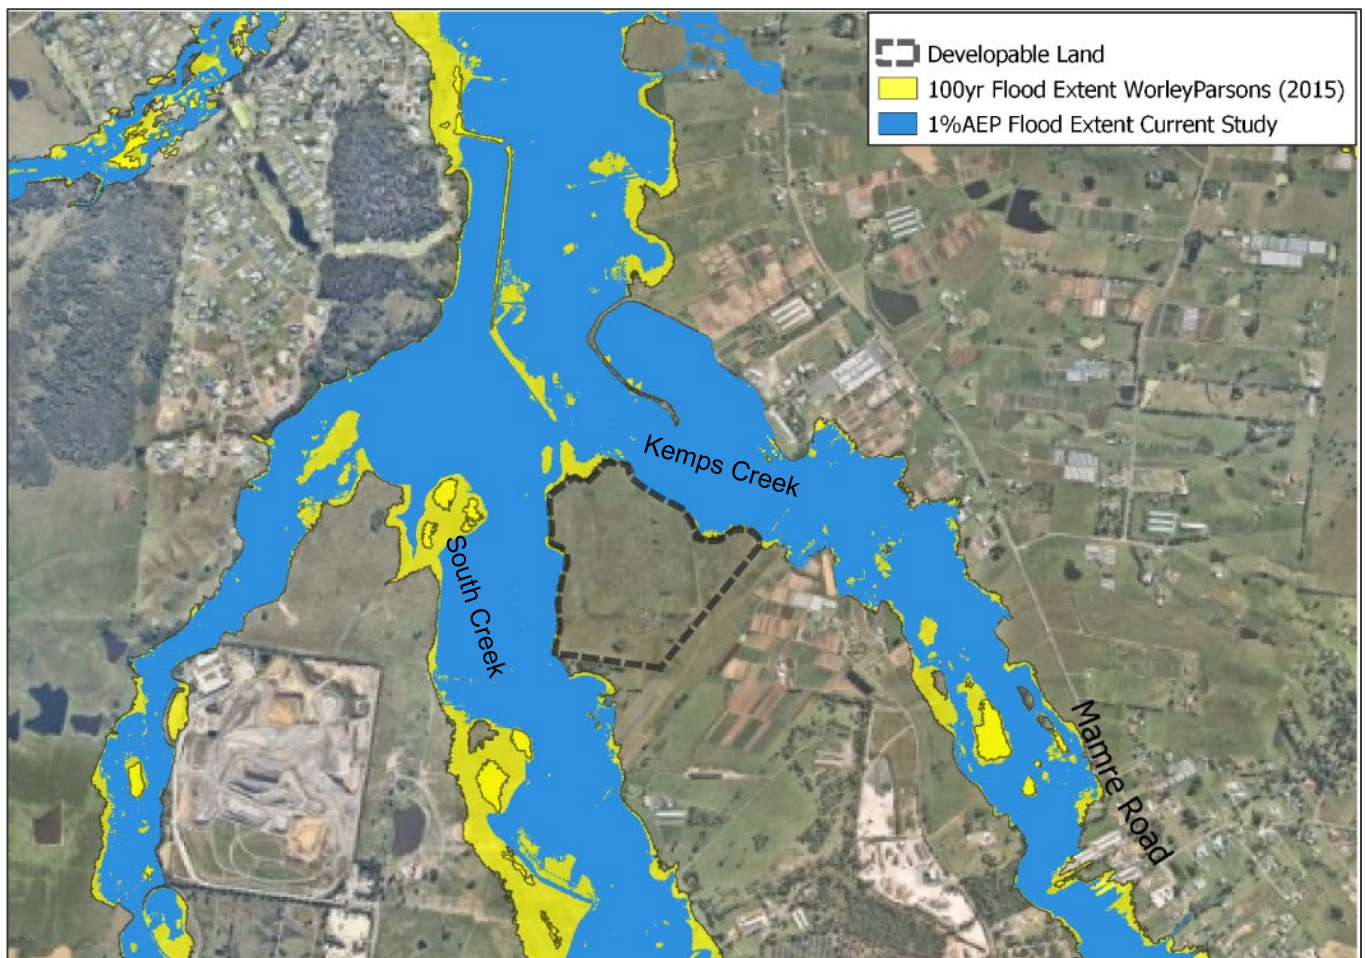 Developable Land
100yr Flood Extent WorleyParsons (2015)
1%AEP Flood Extent Current Study
Kemps Creek
South Creek
Mamre Road